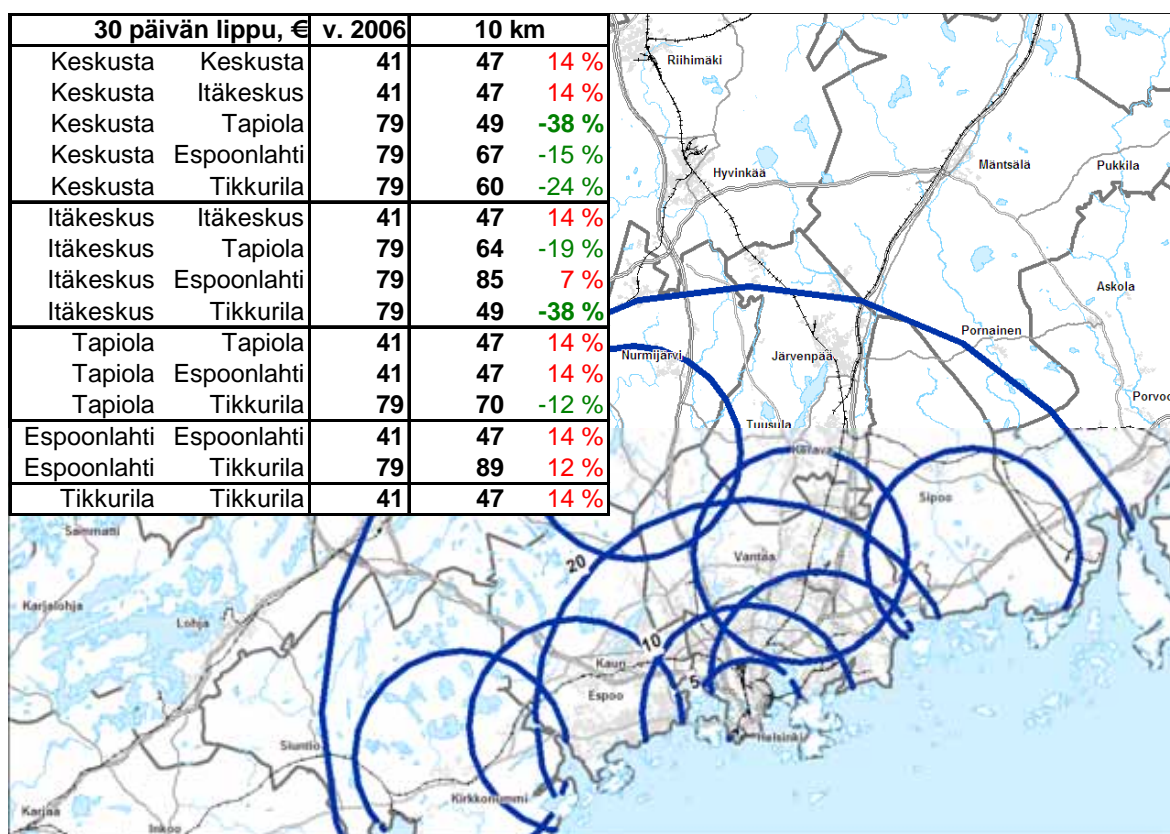 30 päivän lippu, € v. 2006 10 km
Keskusta Keskusta 41 47 14 %
Keskusta Itäkeskus 41 47 14 %
Keskusta Tapiola 79 49 -38 %
Keskusta Espoonlahti 79 67 -15 %
Keskusta Tikkurila 79 60 -24 %
Itäkeskus Itäkeskus 41 47 14 %
Itäkeskus Tapiola 79 64 -19 %
Itäkeskus Espoonlahti 79 85 7 %
Itäkeskus Tikkurila 79 49 -38 %
Tapiola Tapiola 41 47 14 %
Tapiola Espoonlahti 41 47 14 %
Tapiola Tikkurila 79 70 -12 %
Espoonlahti Espoonlahti 41 47 14 %
Espoonlahti Tikkurila 79 89 12 %
Tikkurila Tikkurila 41 47 14 %
Riihimäki
Hyvinkää
Mäntsälä
Pukkila
Askola
Pornainen
Nurmijärvi
Järvenpää
Porvoo
Tuusula
Kerava
Sipoo
Sammatti
Vantaa
20
Karjalohja
Lohja
10
Kaun
5
Espoo
Helsinki
Siuntio
Kirkkonummi
Karjaa
Inkoo